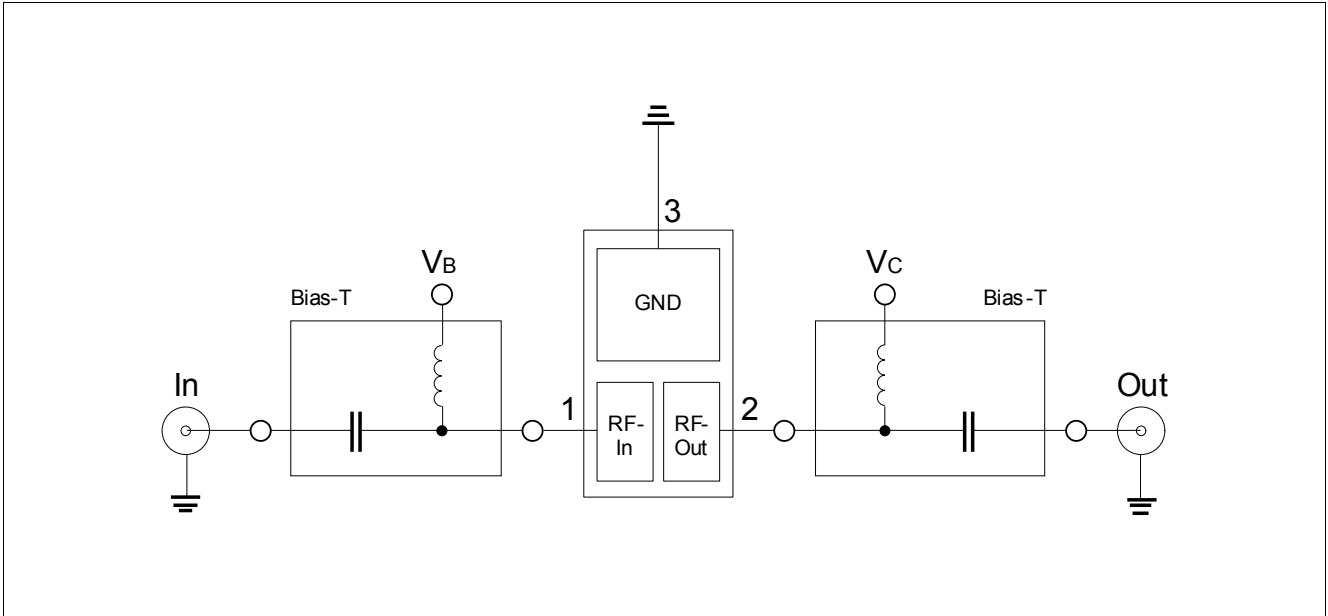 3
VB
VC
Bias-T
Bias-T
GND
In
Out
1
2
RF-
In
RF-
Out